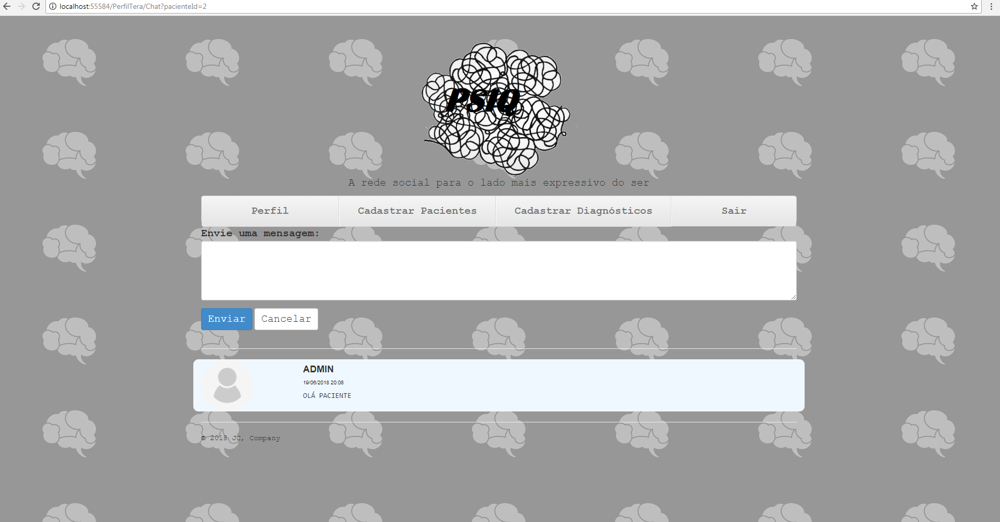 localhost:55584/PerfilTera/Chat?pacienteId=2
PSIQ
A rede social para o lado mais expressivo do ser
Perfil Cadastrar Pacientes Cadastrar Diagnósticos Sair
Envie uma mensagem:
Enviar Cancelar
ADMIN
19/06/2018 20:08
OLÁ PACIENTE
© 2018 JC, Company